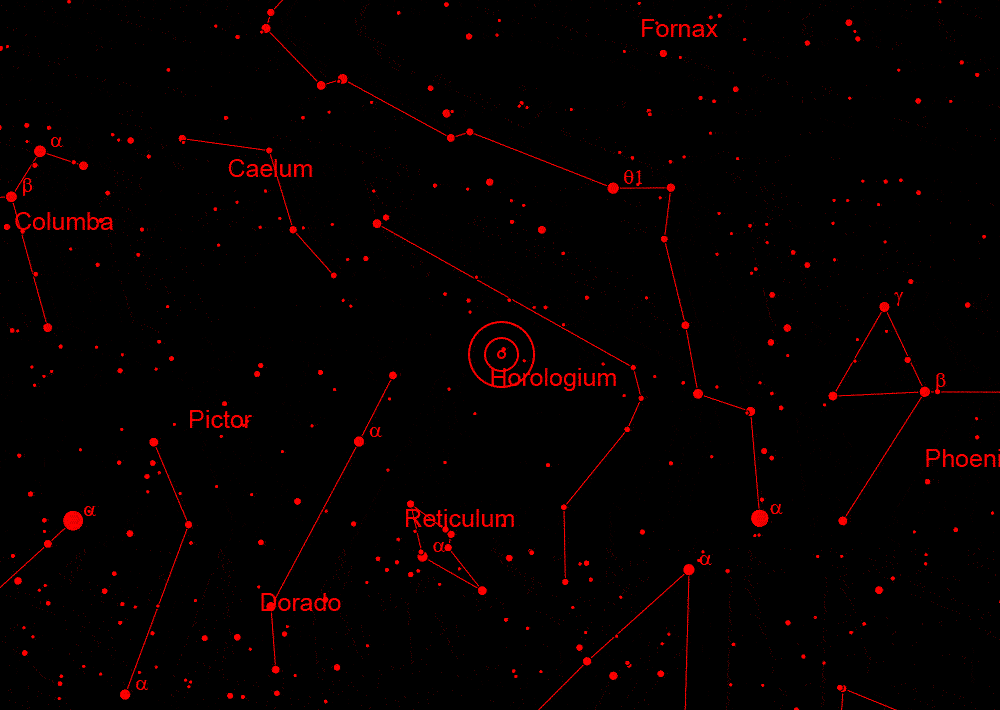 Fornax
α
Caelum
θ1
β
Columba
γ
Horologium
β
Pictor
α
Phoeni
α
Reticulum
α
α
α
Dorado
α